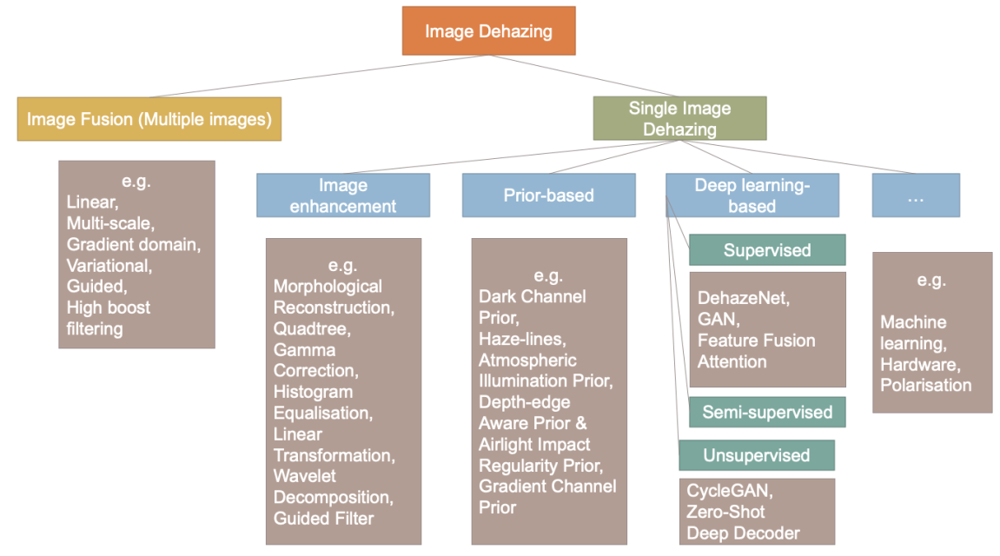 Image Dehazing
Image Fusion (Multiple images)
Single Image
Dehazing
e.g.
Linear,
Multi-scale,
Gradient domain,
Variational,
Guided,
High boost
filtering
Image
enhancement
e.g.
Morphological
Reconstruction,
Quadtree,
Gamma
Correction,
Histogram
Equalisation,
Linear
Transformation,
Wavelet
Decomposition,
Guided Filter
Prior-based
e.g.
Dark Channel
Prior,
Haze-lines,
Atmospheric
Illumination Prior,
Depth-edge
Aware Prior &
Airlight Impact
Regularity Prior,
Gradient Channel
Prior
Deep learning-
based
Supervised
DehazeNet,
GAN,
Feature Fusion
Attention
Semi-supervised
Unsupervised
CycleGAN,
Zero-Shot
Deep Decoder
...
e.g.
Machine
learning,
Hardware,
Polarisation